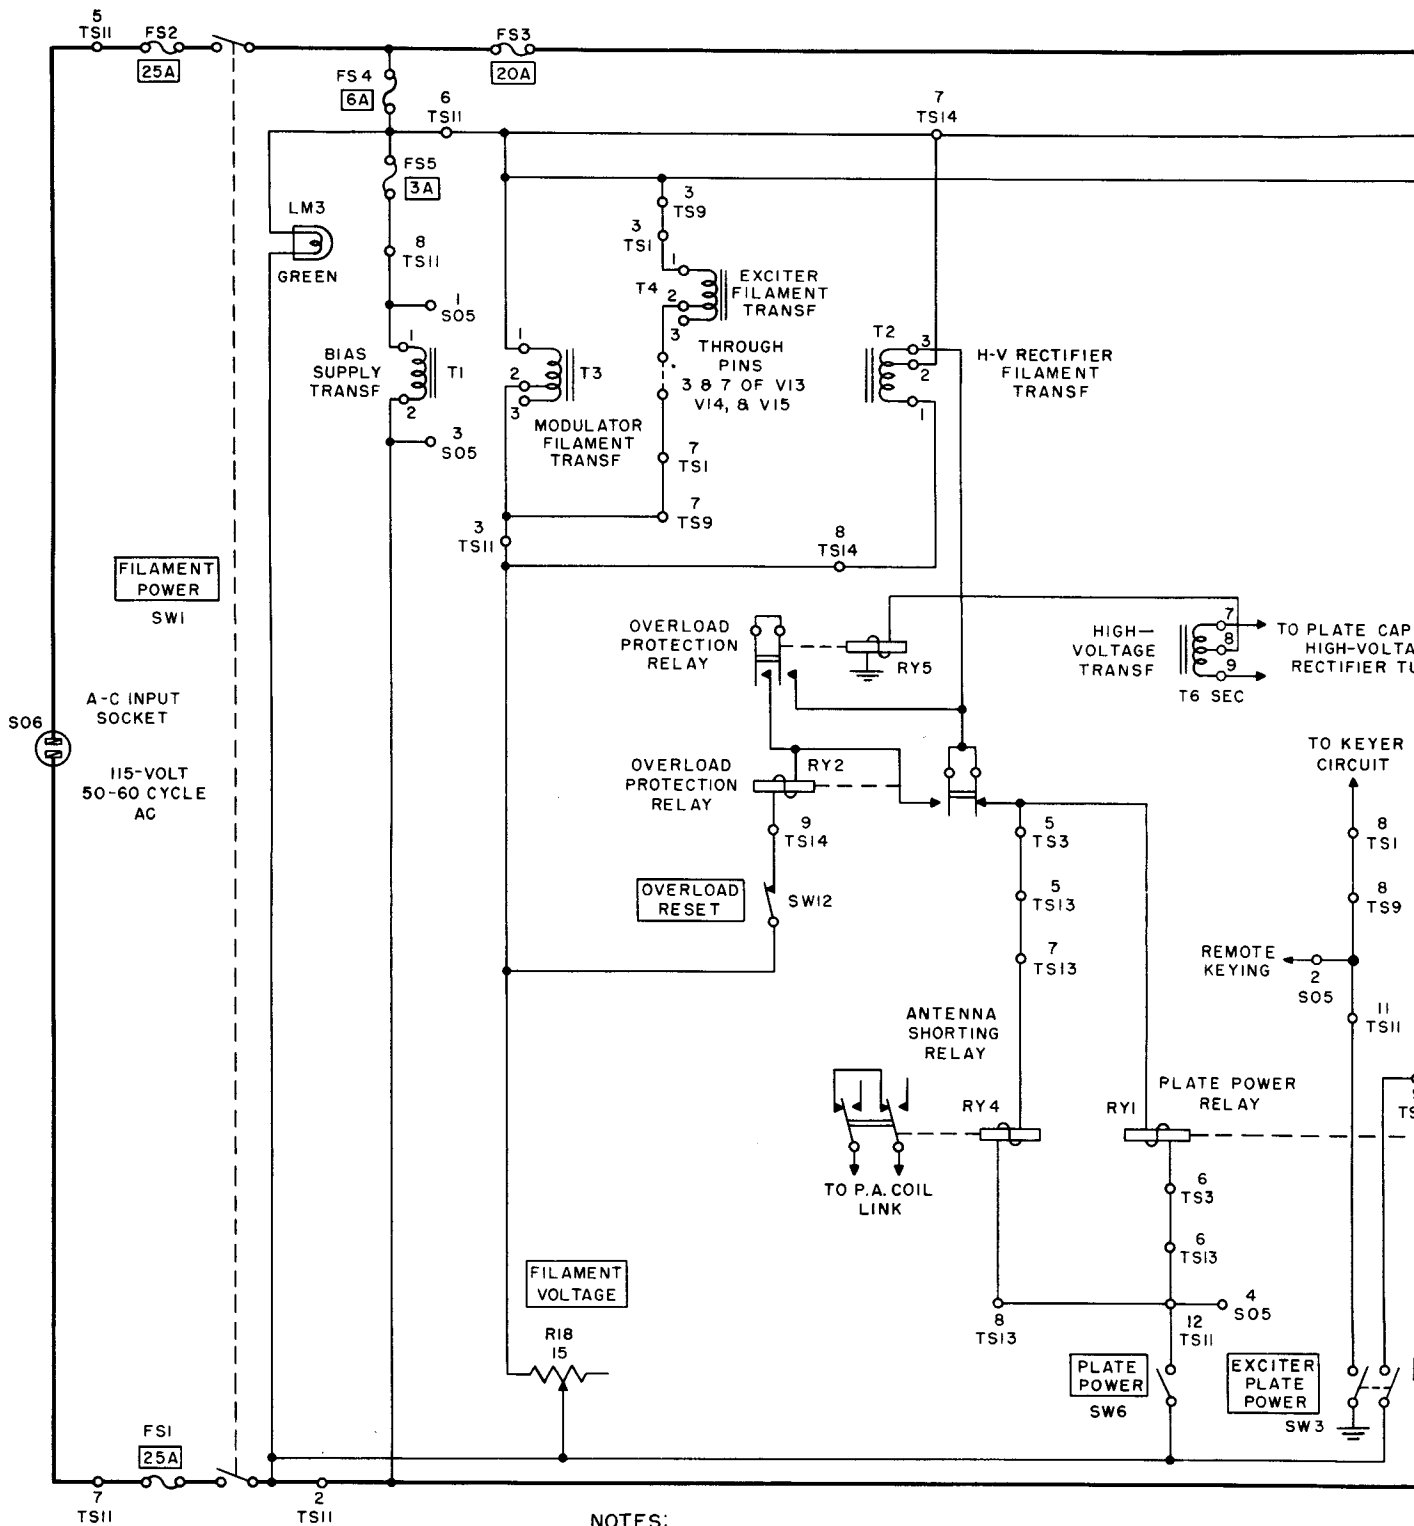 5
TS11
FS2
25A
FS3
20A
FS4
6A
6
TS11
7
TS14
FS5
3A
LM3
GREEN
8
TS11
1
SO5
3
TS9
3
TS1
1
T4
2
3
EXCITER
FILAMENT
TRANSF
BIAS
SUPPLY
TRANSF
1
T1
2
3
SO5
1
2
3
T3
MODULATOR
FILAMENT
TRANSF
THROUGH
PINS
3 & 7 OF V13
V14, & V15
T2
3
2
1
H-V RECTIFIER
FILAMENT
TRANSF
7
TS1
7
TS9
3
TS11
8
TS14
FILAMENT
POWER
SW1
OVERLOAD
PROTECTION
RELAY
RY5
HIGH-
VOLTAGE
TRANSF
7
8
9
T6 SEC
TO PLATE CAP
HIGH-VOLTA
RECTIFIER TU
A-C INPUT
SOCKET
SO6
115-VOLT
50-60 CYCLE
AC
OVERLOAD
PROTECTION
RELAY
RY2
9
TS14
OVERLOAD
RESET
SW12
5
TS3
5
TS13
7
TS13
TO KEYER
CIRCUIT
8
TS1
8
TS9
REMOTE
KEYING
2
SO5
11
TS11
ANTENNA
SHORTING
RELAY
RY4
TO P.A. COIL
LINK
PLATE POWER
RELAY
RY1
TS
6
TS3
6
TS13
8
TS13
12
TS11
4
SO5
FILAMENT
VOLTAGE
R18
15
PLATE
POWER
SW6
EXCITER
PLATE
POWER
SW3
FS1
25A
7
TS11
2
TS11
NOTES: